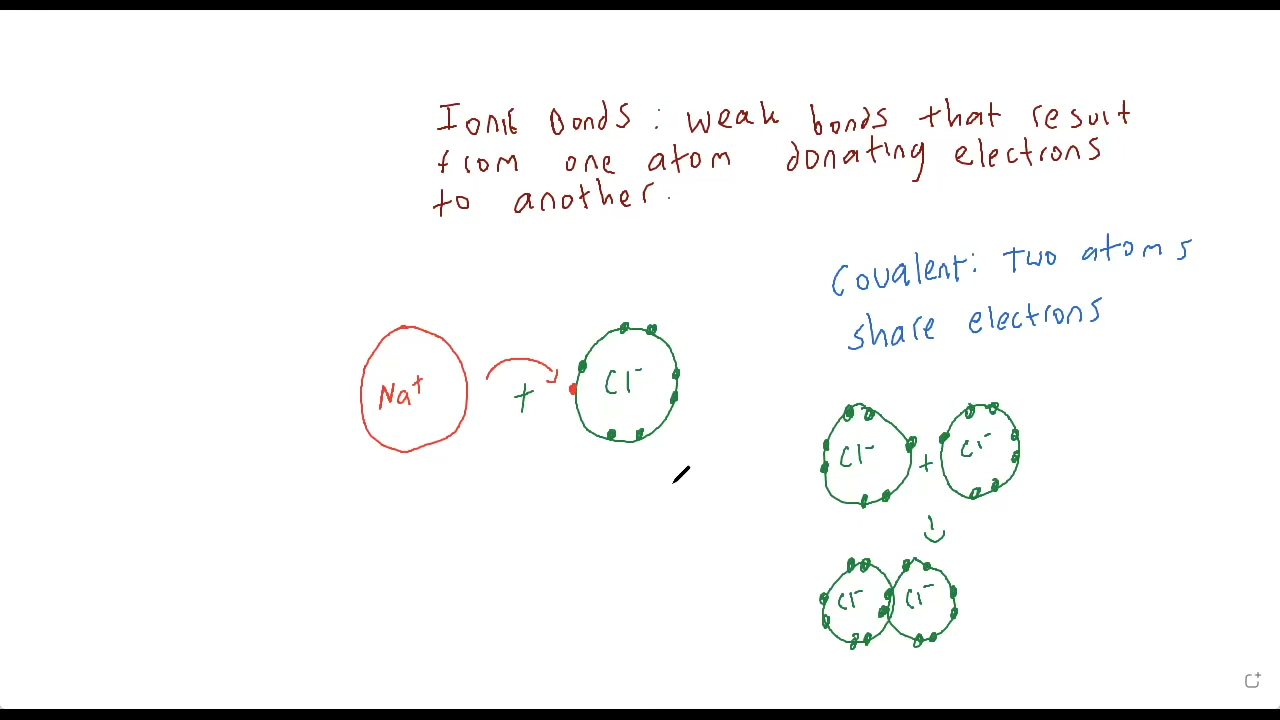 Ionic bonds: weak bonds that result
from one atom donating electrons
to another.
Covalent: two atoms
share electrons
Na⁺ + Cl⁻
Cl⁻ + Cl⁻
Cl⁻ Cl⁻